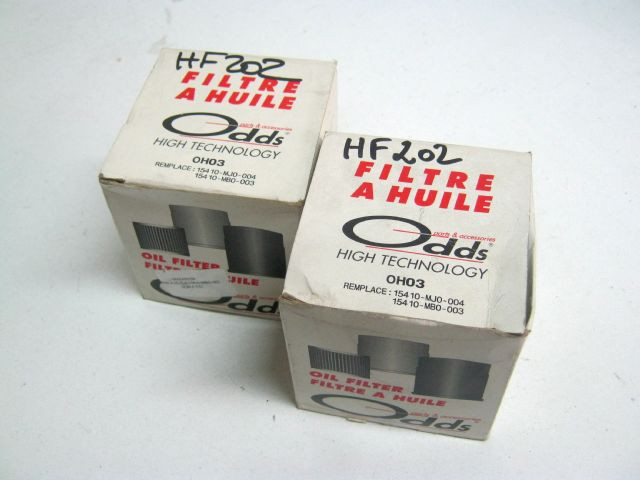 HF202
FILTRE
A HUILE
parts & accessories
Odds®
HIGH TECHNOLOGY
OH03
REMPLACE : 15410-MJ0-004
15410-MB0-003
OIL FILTER
FILTRE A HUILE
Odds
HF202
FILTRE
A HUILE
parts & accessories
Odds®
HIGH TECHNOLOGY
OH03
REMPLACE : 15410-MJ0-004
15410-MB0-003
OIL FILTER
FILTRE A HUILE
parts & accessories
Odds